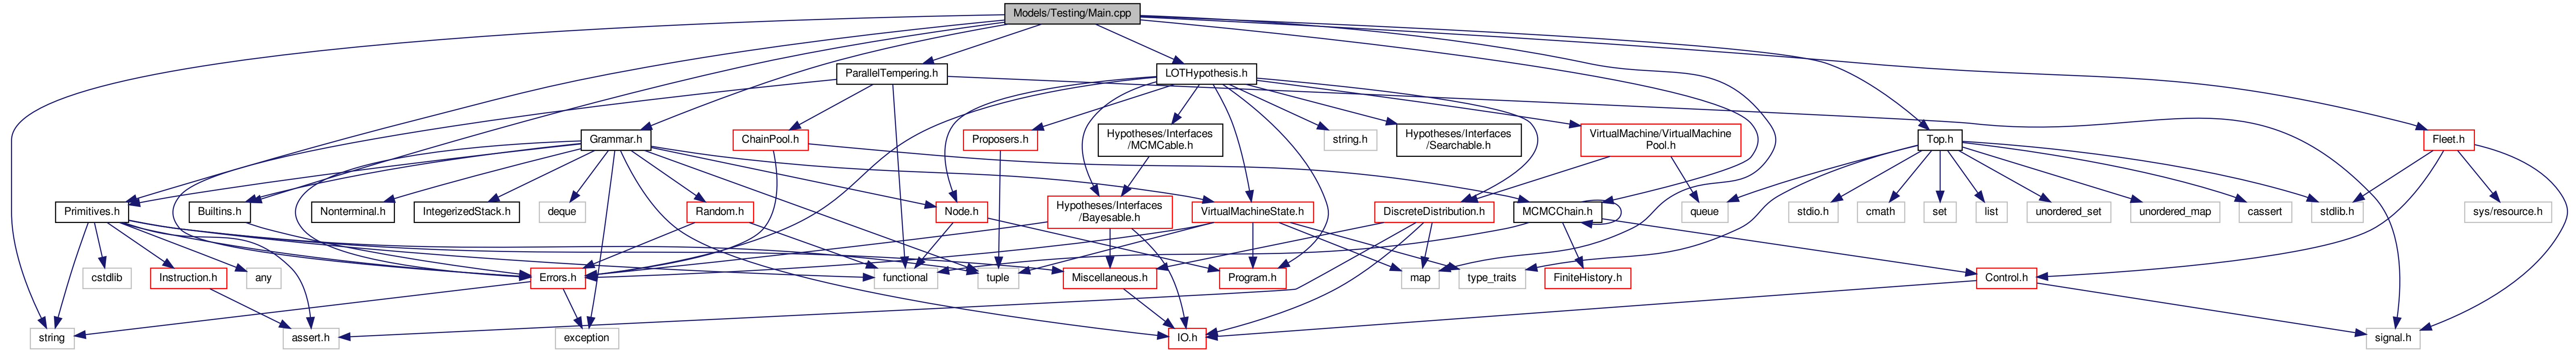 Models/Testing/Main.cpp
ParallelTempering.h
LOTHypothesis.h
Grammar.h
ChainPool.h
Proposers.h
Hypotheses/Interfaces
/MCMCable.h
string.h
Hypotheses/Interfaces
/Searchable.h
VirtualMachine/VirtualMachine
Pool.h
Top.h
Fleet.h
Primitives.h
Builtins.h
Nonterminal.h
IntegerizedStack.h
deque
Random.h
Node.h
Hypotheses/Interfaces
/Bayesable.h
VirtualMachineState.h
DiscreteDistribution.h
queue
MCMCChain.h
stdio.h
cmath
set
list
unordered_set
unordered_map
cassert
stdlib.h
sys/resource.h
cstdlib
Instruction.h
any
Errors.h
functional
tuple
Miscellaneous.h
Program.h
map
type_traits
FiniteHistory.h
Control.h
string
assert.h
exception
IO.h
signal.h